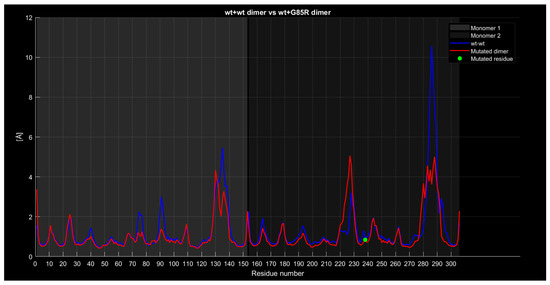 wt+wt dimer vs wt+G85R dimer
12
10
8
6
4
2
0
[A]
Monomer 1
Monomer 2
wt-wt
Mutated dimer
Mutated residue
0 10 20 30 40 50 60 70 80 90 100 110 120 130 140 150 160 170 180 190 200 210 220 230 240 250 260 270 280 290 300
Residue number